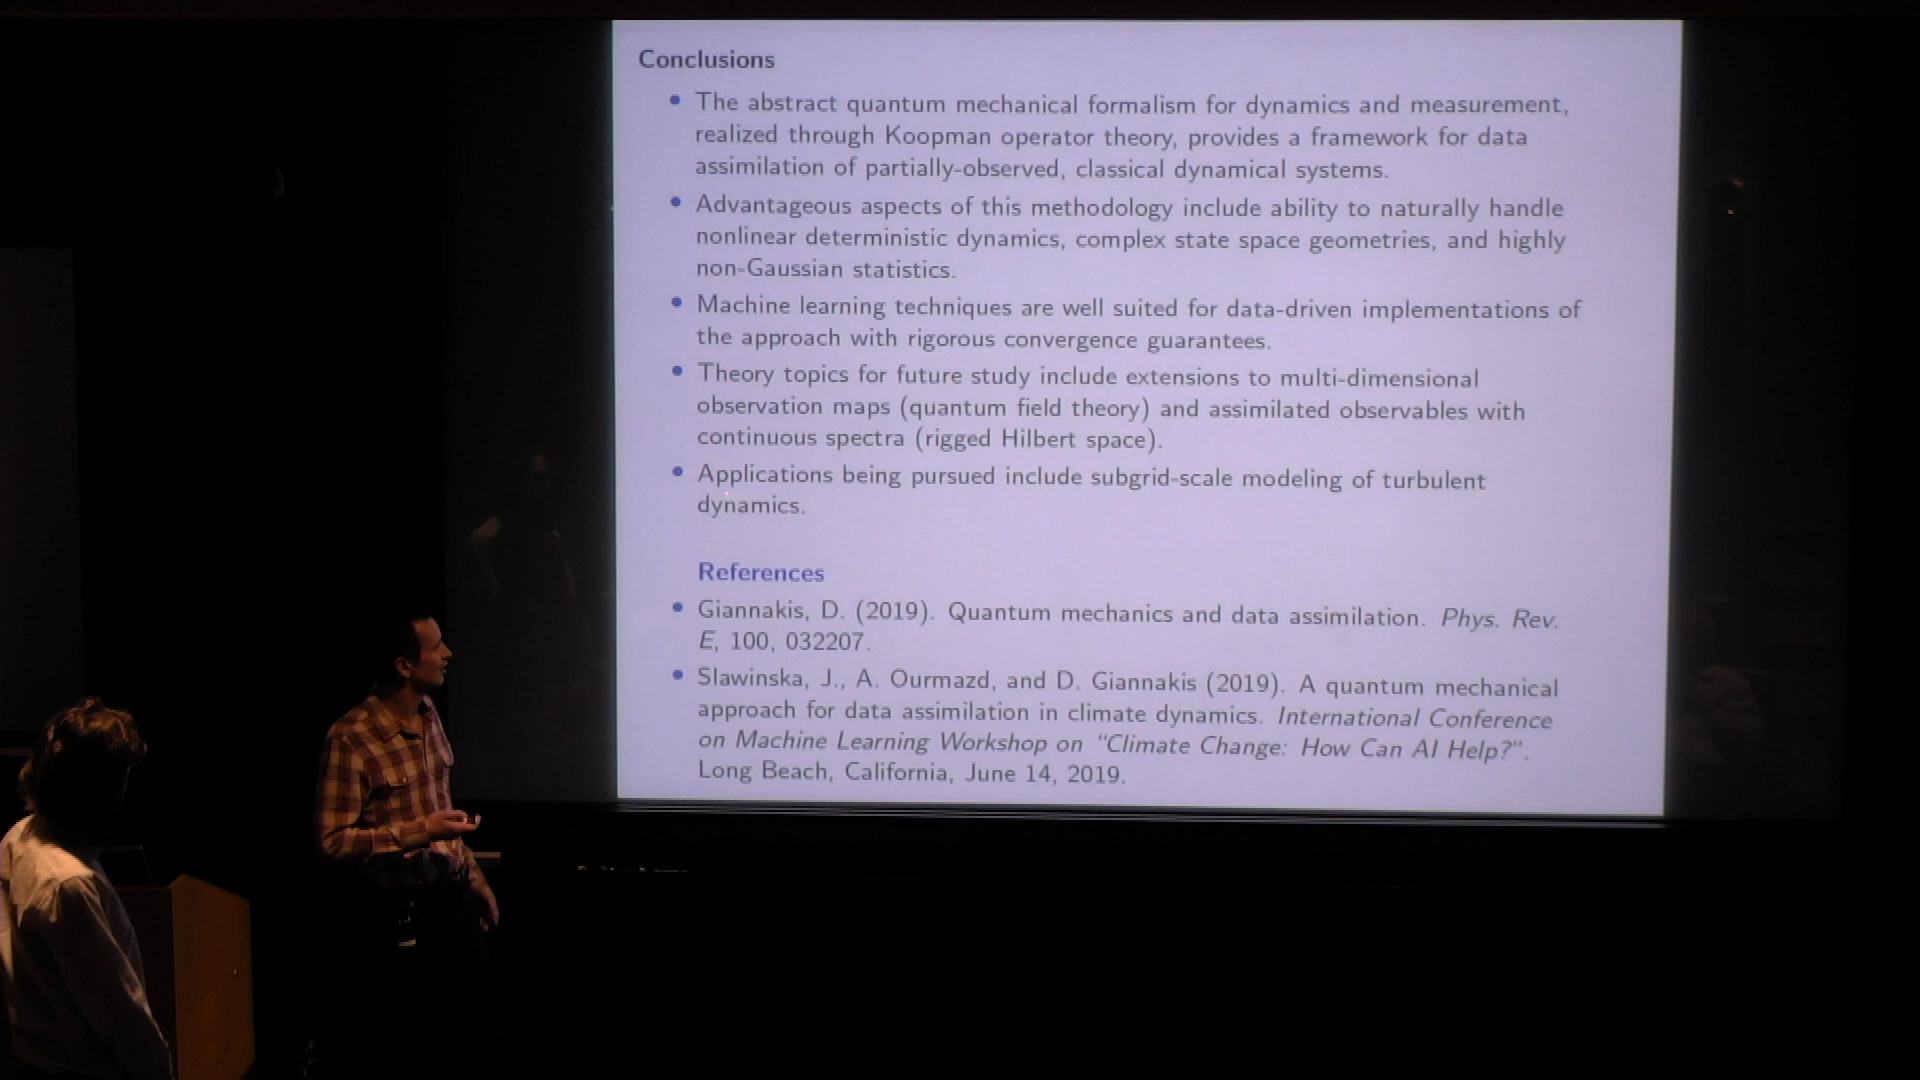 Conclusions
The abstract quantum mechanical formalism for dynamics and measurement,
realized through Koopman operator theory, provides a framework for data
assimilation of partially-observed, classical dynamical systems.
Advantageous aspects of this methodology include ability to naturally handle
nonlinear deterministic dynamics, complex state space geometries, and highly
non-Gaussian statistics.
Machine learning techniques are well suited for data-driven implementations of
the approach with rigorous convergence guarantees.
Theory topics for future study include extensions to multi-dimensional
observation maps (quantum field theory) and assimilated observables with
continuous spectra (rigged Hilbert space).
Applications being pursued include subgrid-scale modeling of turbulent
dynamics.
References
Giannakis, D. (2019). Quantum mechanics and data assimilation. Phys. Rev.
E, 100, 032207.
Slawinska, J., A. Ourmazd, and D. Giannakis (2019). A quantum mechanical
approach for data assimilation in climate dynamics. International Conference
on Machine Learning Workshop on "Climate Change: How Can AI Help?".
Long Beach, California, June 14, 2019.